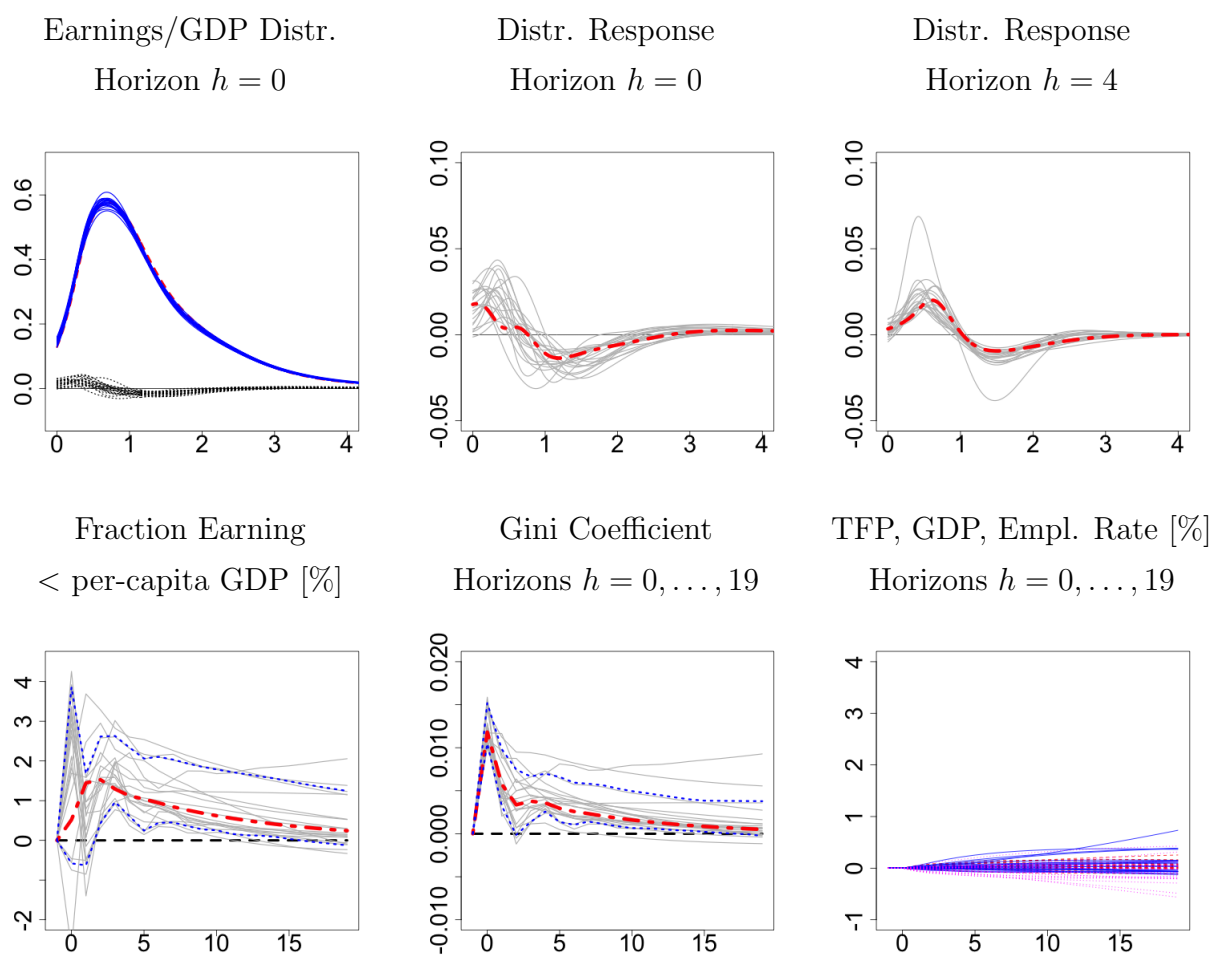 Earnings/GDP Distr.
Horizon h = 0
Distr. Response
Horizon h = 0
Distr. Response
Horizon h = 4
0.6
0.4
0.2
0.0
0 1 2 3 4
0.10
0.05
0.00
-0.05
0 1 2 3 4
0.10
0.05
0.00
-0.05
0 1 2 3 4
Fraction Earning
< per-capita GDP [%]
Gini Coefficient
Horizons h = 0, . . . , 19
TFP, GDP, Empl. Rate [%]
Horizons h = 0, . . . , 19
4
3
2
1
0
-2
0 5 10 15
0.020
0.010
0.000
-0.010
0 5 10 15
4
3
2
1
0
-1
0 5 10 15